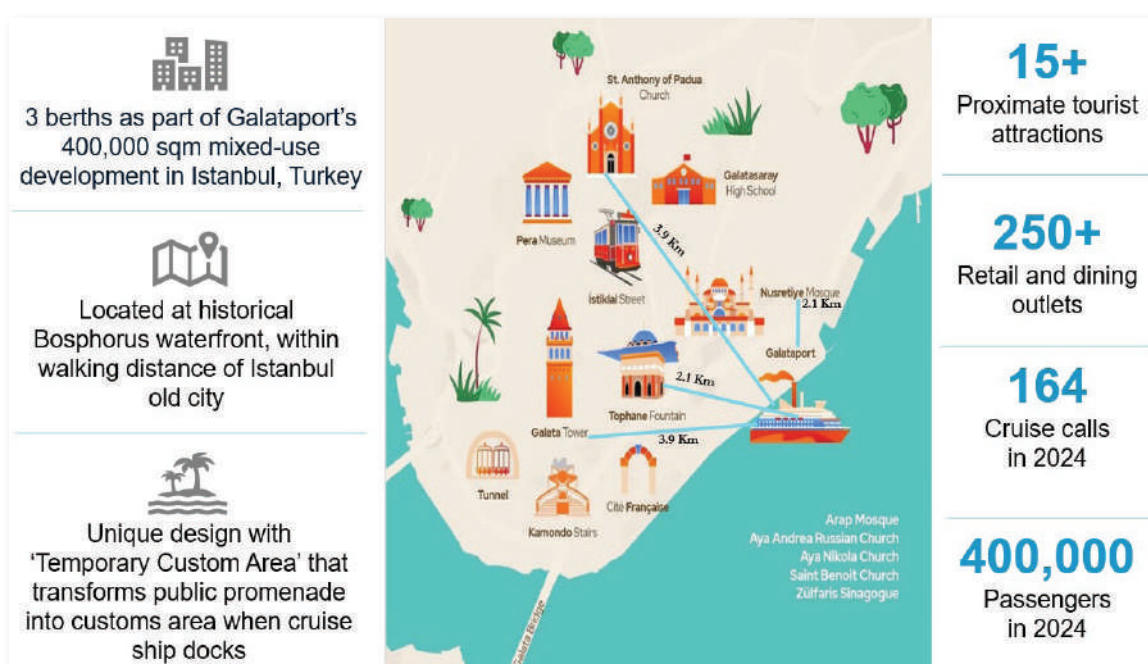 3 berths as part of Galataport's
400,000 sqm mixed-use
development in Istanbul, Turkey
Located at historical
Bosphorus waterfront, within
walking distance of Istanbul
old city
Unique design with
'Temporary Custom Area' that
transforms public promenade
into customs area when cruise
ship docks
St. Anthony of Padua
Church
Galatasaray
High School
Pera Museum
3.9 Km
İstiklal Street
Nusretiye Mosque
2.1 Km
Galataport
2.1 Km
Tophane Fountain
Galata Tower
3.9 Km
Tunnel
Cité Française
Kamondo Stairs
Arap Mosque
Aya Andrea Russian Church
Aya Nikola Church
Saint Benoit Church
Zülfaris Sinagogue
Galata Bridge
15+
Proximate tourist
attractions
250+
Retail and dining
outlets
164
Cruise calls
in 2024
400,000
Passengers
in 2024